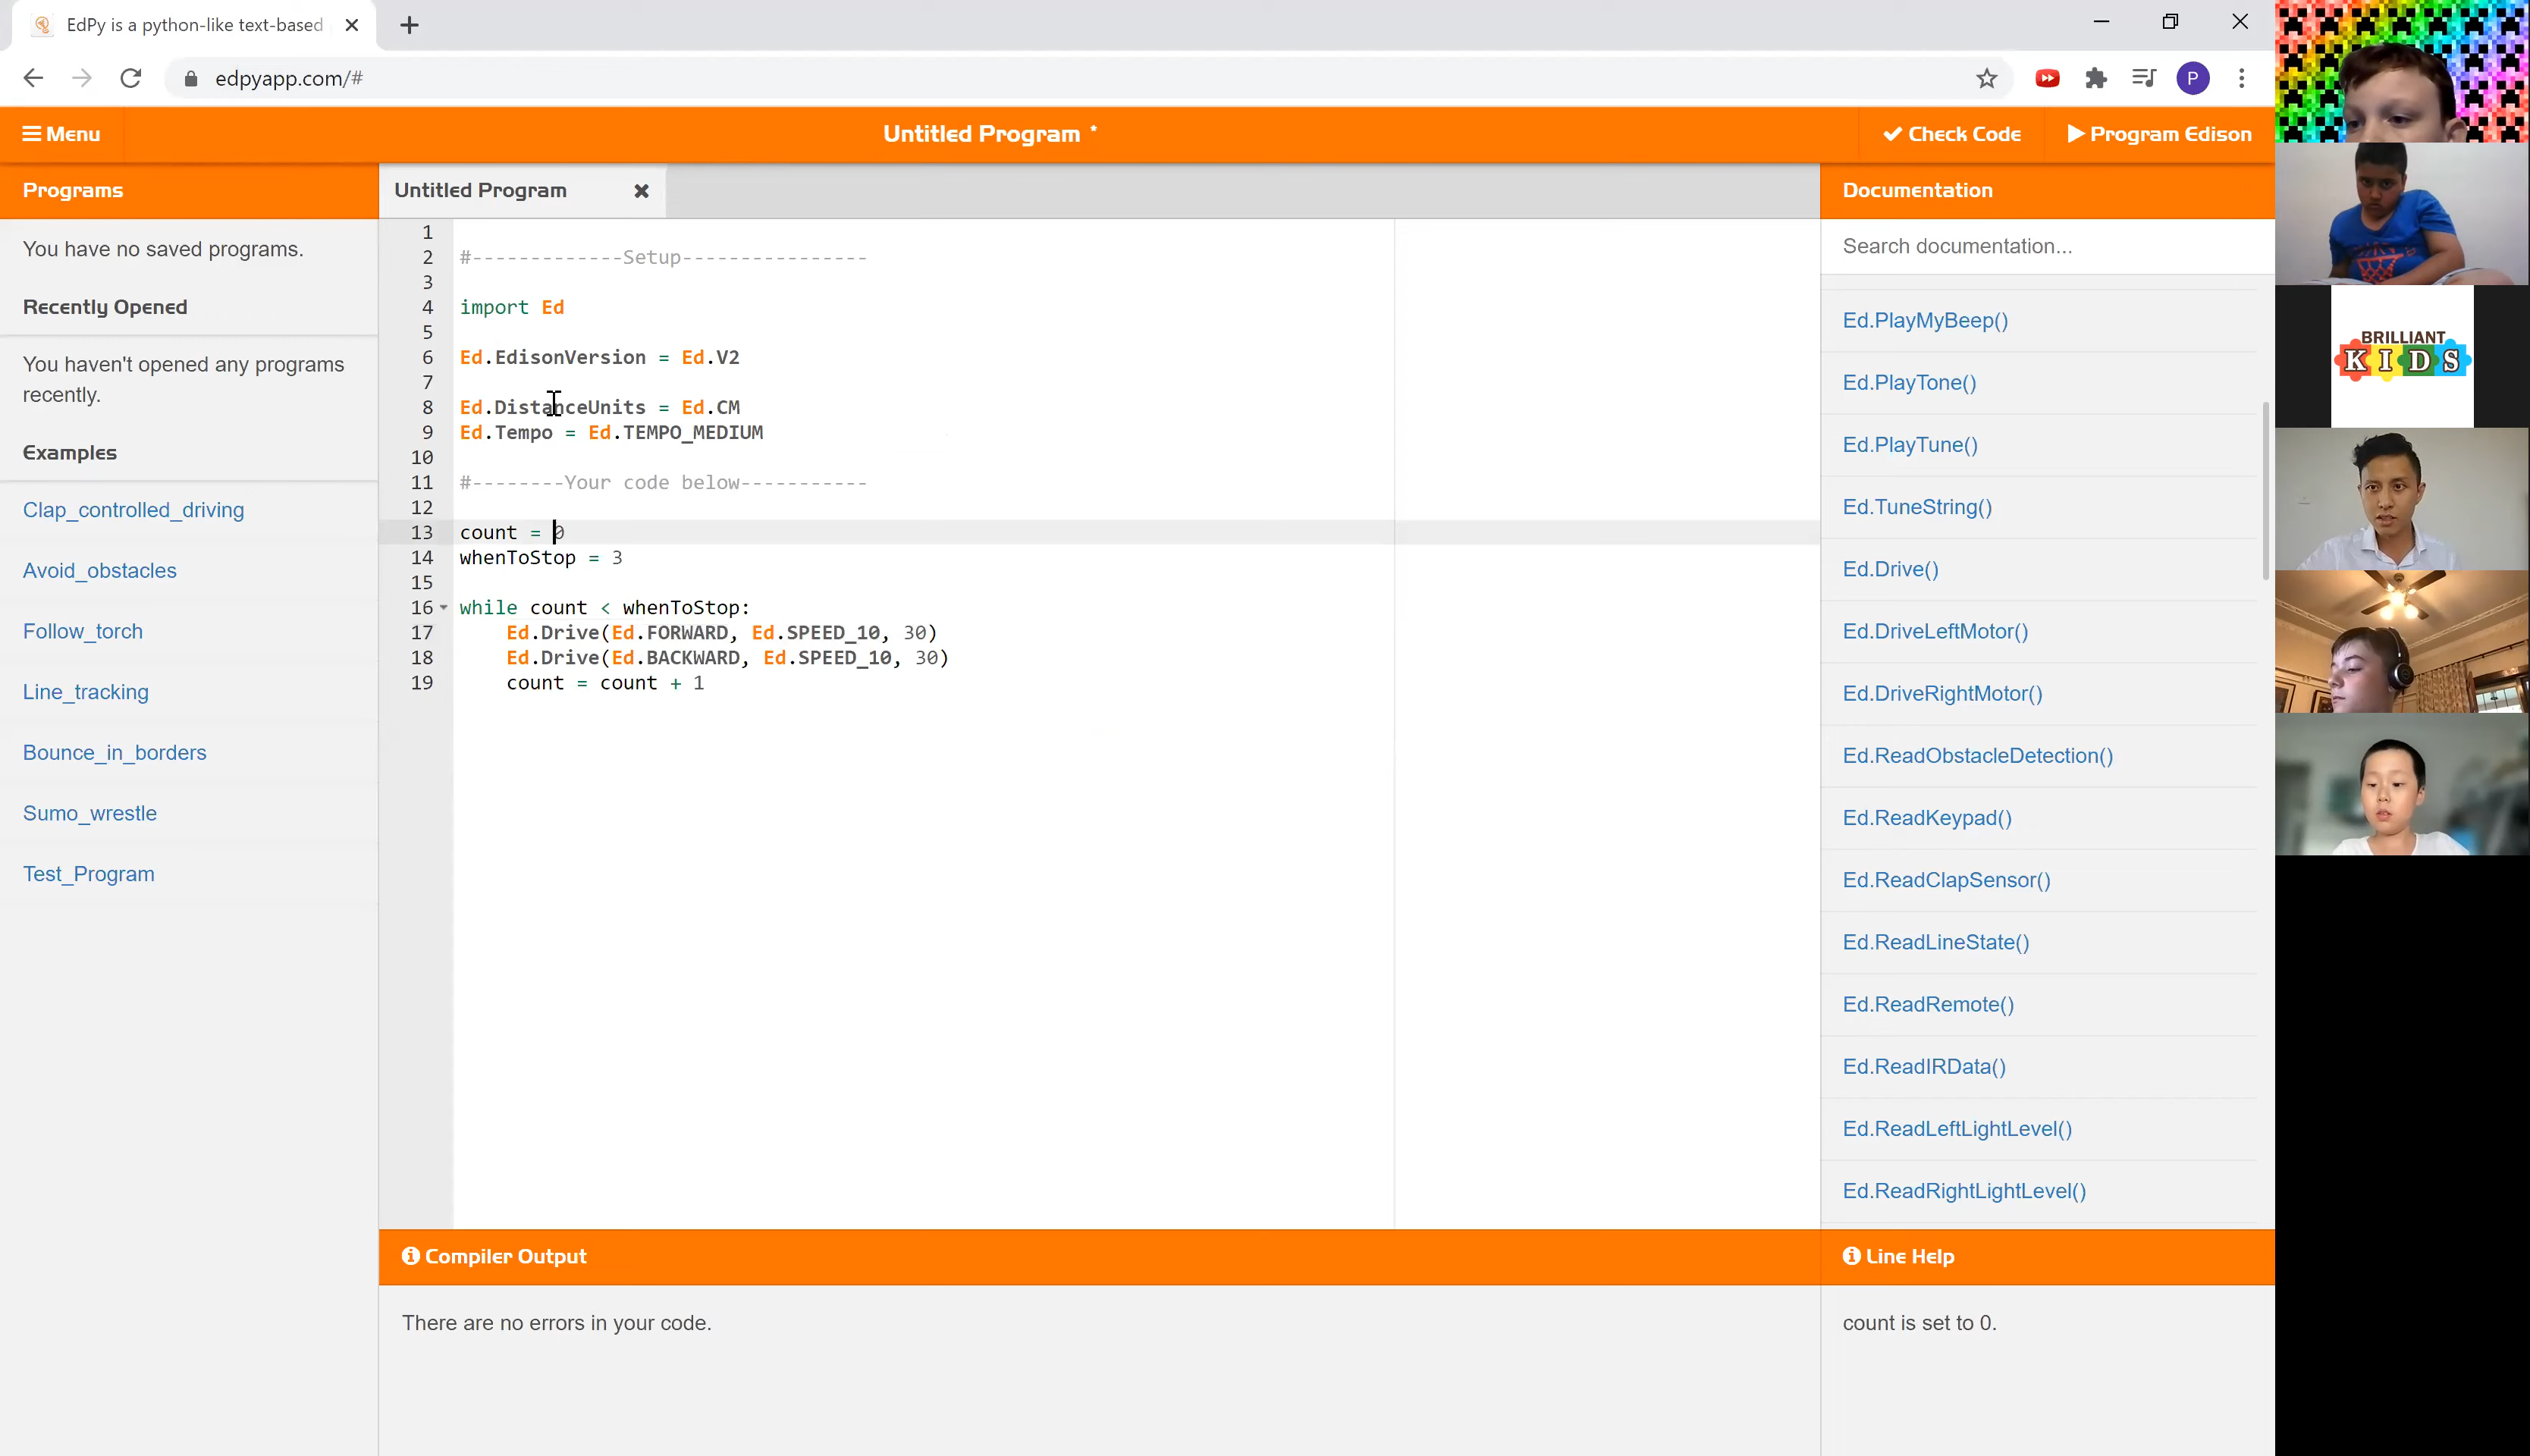 EdPy is a python-like text-based
edpyapp.com/#
P
Menu
Untitled Program *
Check Code
Program Edison
Programs
You have no saved programs.
Recently Opened
You haven't opened any programs
recently.
Examples
Clap_controlled_driving
Avoid_obstacles
Follow_torch
Line_tracking
Bounce_in_borders
Sumo_wrestle
Test_Program
Untitled Program
1
2 #-------------Setup----------------
3
4 import Ed
5
6 Ed.EdisonVersion = Ed.V2
7
8 Ed.DistanceUnits = Ed.CM
9 Ed.Tempo = Ed.TEMPO_MEDIUM
10
11 #--------Your code below-----------
12
13 count = 0
14 whenToStop = 3
15
16 while count < whenToStop:
17 Ed.Drive(Ed.FORWARD, Ed.SPEED_10, 30)
18 Ed.Drive(Ed.BACKWARD, Ed.SPEED_10, 30)
19 count = count + 1
Compiler Output
There are no errors in your code.
Documentation
Search documentation...
Ed.PlayMyBeep()
Ed.PlayTone()
Ed.PlayTune()
Ed.TuneString()
Ed.Drive()
Ed.DriveLeftMotor()
Ed.DriveRightMotor()
Ed.ReadObstacleDetection()
Ed.ReadKeypad()
Ed.ReadClapSensor()
Ed.ReadLineState()
Ed.ReadRemote()
Ed.ReadIRData()
Ed.ReadLeftLightLevel()
Ed.ReadRightLightLevel()
Line Help
count is set to 0.
BRILLIANT
KIDS